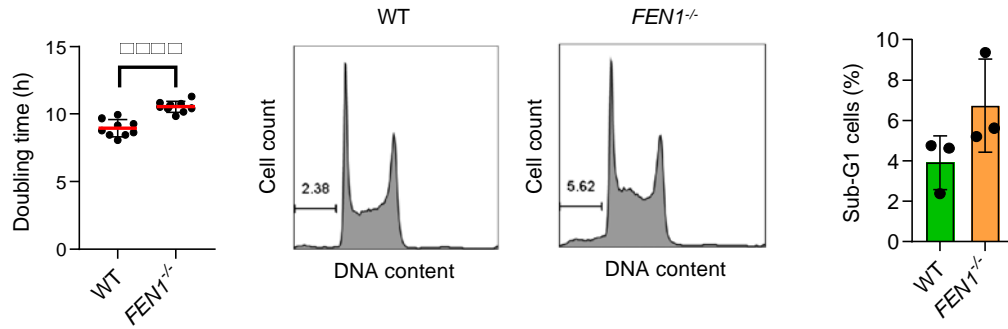 WT
FEN1-/-
15
10
5
0
Doubling time (h)
WT
FEN1-/-
Cell count
2.38
DNA content
Cell count
5.62
DNA content
10
8
6
4
2
0
Sub-G1 cells (%)
WT
FEN1-/-